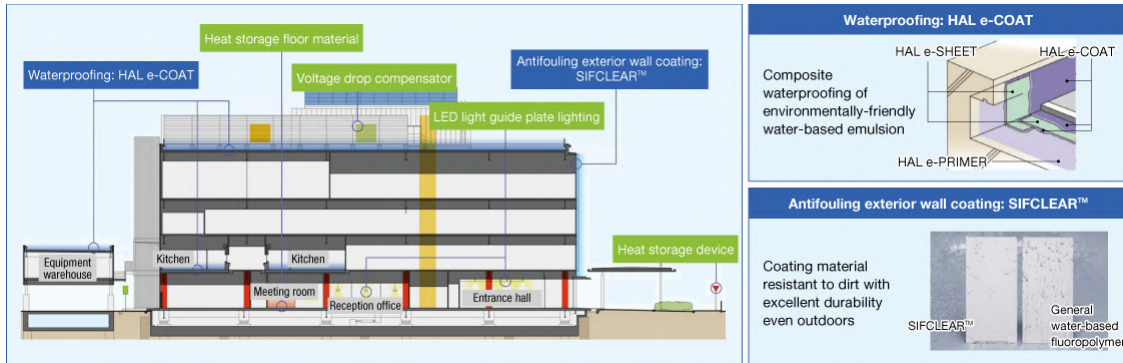 Heat storage floor material
Waterproofing: HAL e-COAT
Voltage drop compensator
Antifouling exterior wall coating:
SIFCLEAR™
LED light guide plate lighting
Equipment
warehouse
Kitchen
Kitchen
Heat storage device
Meeting room
Reception office
Entrance hall
Waterproofing: HAL e-COAT
HAL e-SHEET
HAL e-COAT
Composite
waterproofing of
environmentally-friendly
water-based emulsion
HAL e-PRIMER
Antifouling exterior wall coating: SIFCLEAR™
Coating material
resistant to dirt with
excellent durability
even outdoors
SIFCLEAR™
General
water-based
fluoropolymer